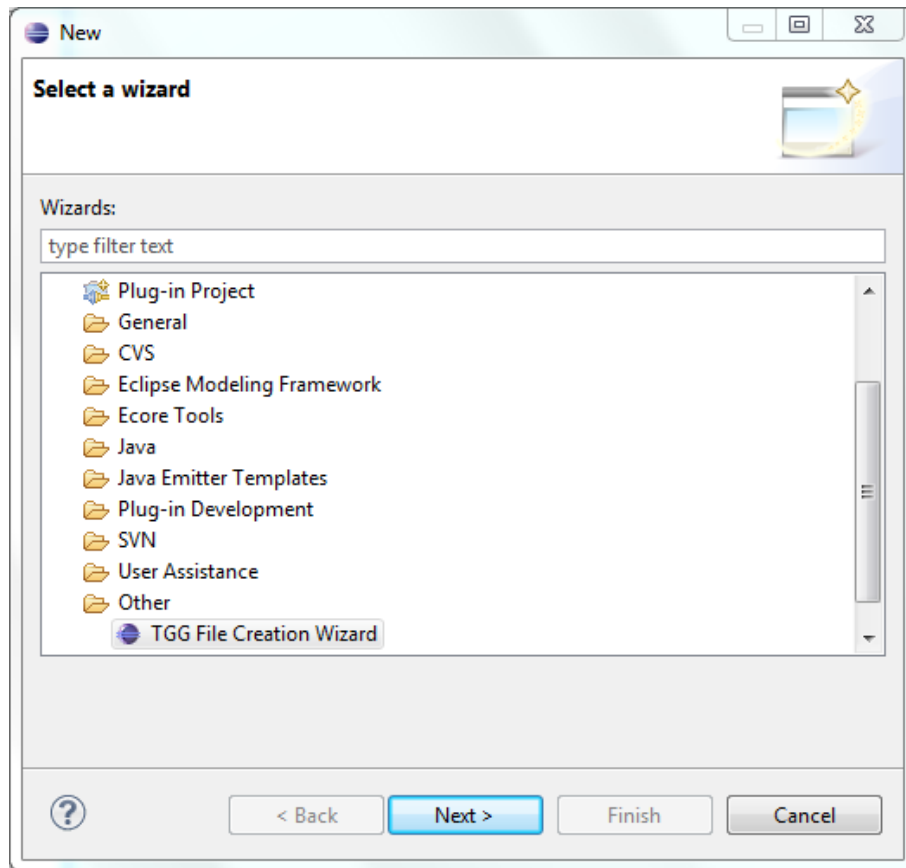 New
Select a wizard
Wizards:
type filter text
Plug-in Project
General
CVS
Eclipse Modeling Framework
Ecore Tools
Java
Java Emitter Templates
Plug-in Development
SVN
User Assistance
Other
TGG File Creation Wizard
? < Back Next > Finish Cancel